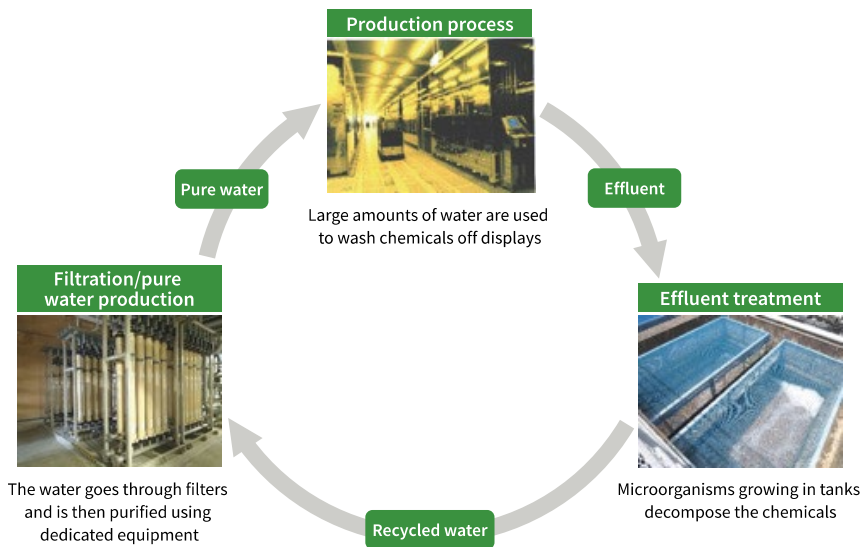 Production process
Large amounts of water are used
to wash chemicals off displays
Pure water
Effluent
Filtration/pure
water production
The water goes through filters
and is then purified using
dedicated equipment
Effluent treatment
Microorganisms growing in tanks
decompose the chemicals
Recycled water